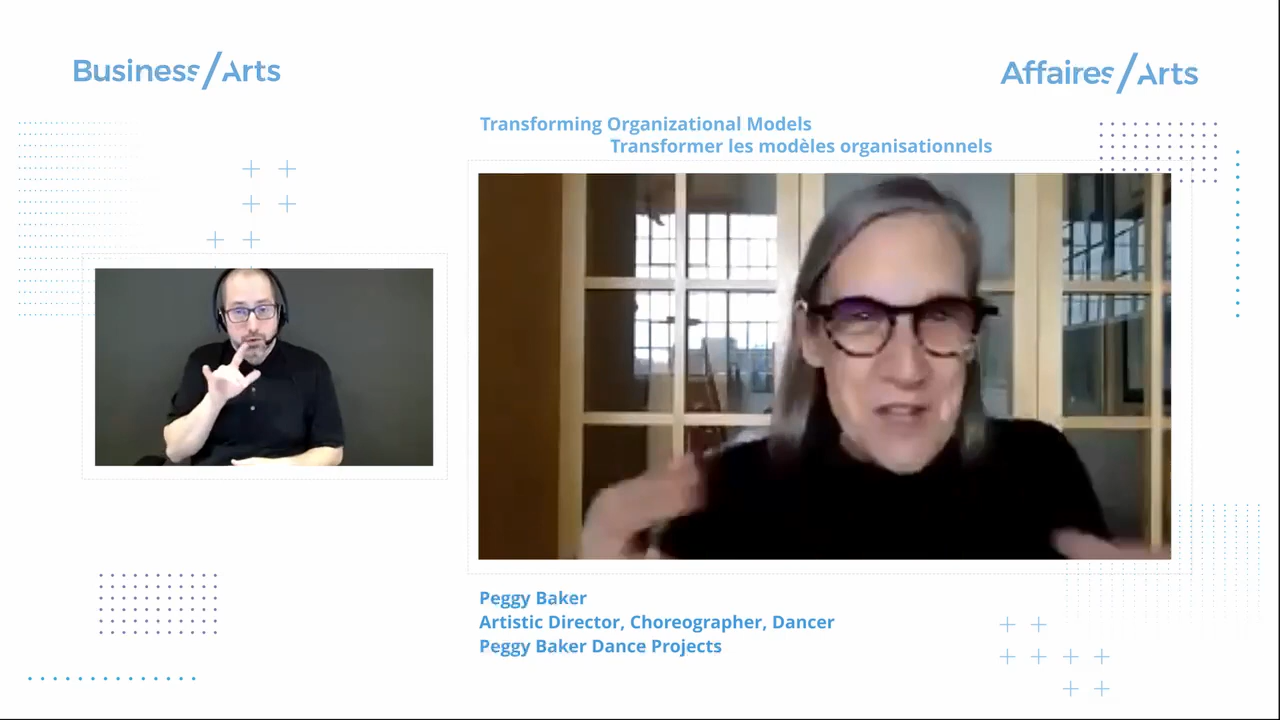 Business/Arts
Affaires/Arts
Transforming Organizational Models
Transformer les modèles organisationnels
Peggy Baker
Artistic Director, Choreographer, Dancer
Peggy Baker Dance Projects